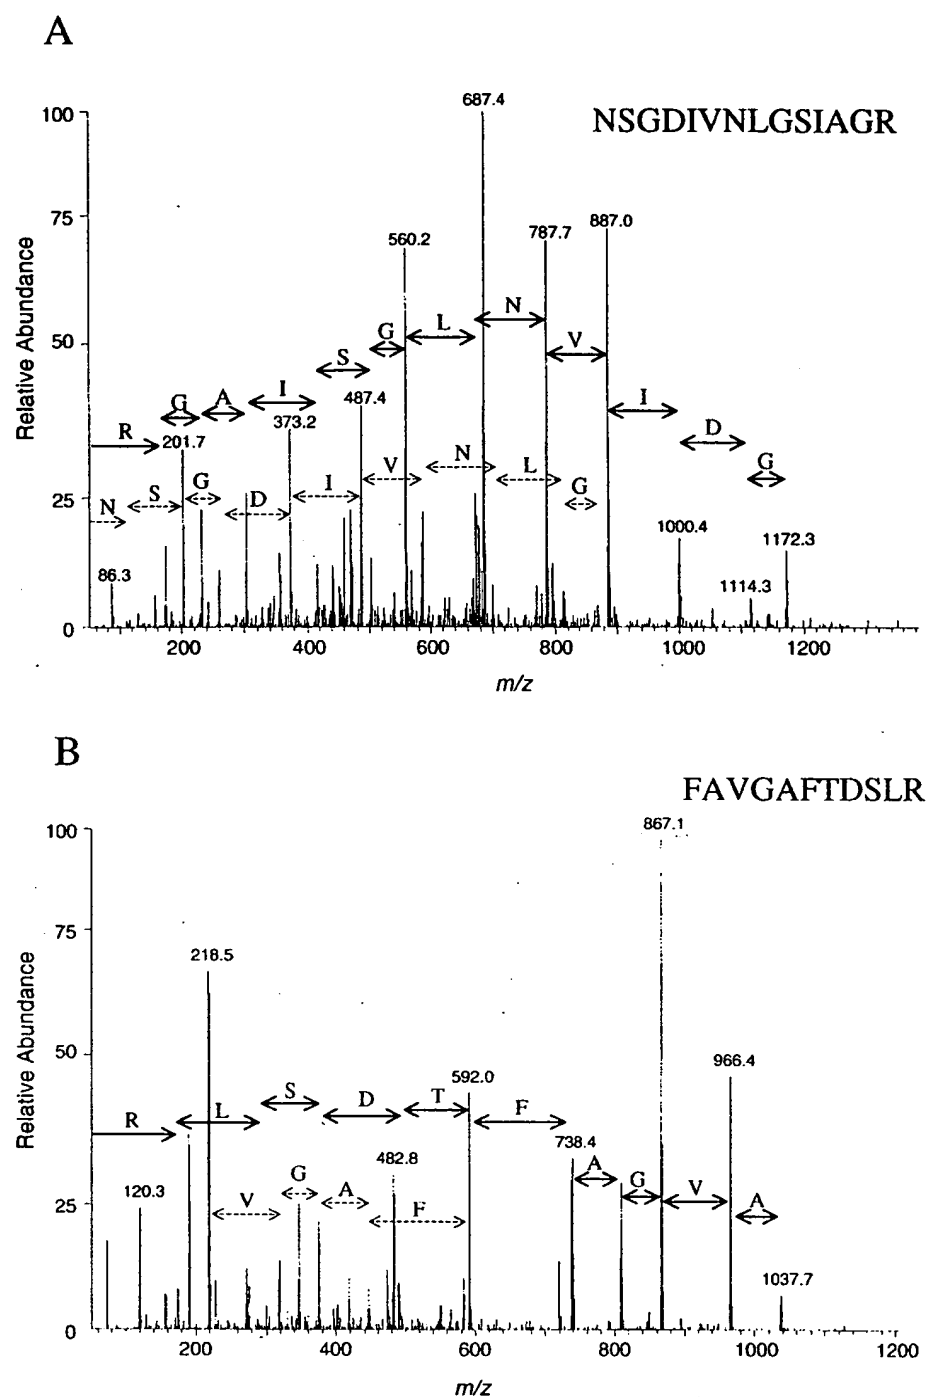 A
687.4
100
NSGDIVNLGSIAGR
75
887.0
560.2
787.7
Relative Abundance
N
L
G
V
50
S
I
A
G
487.4
I
373.2
D
R
201.7
G
N
V
L
I
G
S
D
G
25
N
1000.4
1172.3
86.3
1114.3
0
200 400 600 800 1000 1200
m/z
B
FAVGAFTDSLR
867.1
100
75
218.5
Relative Abundance
50
966.4
592.0
S
T
D
F
L
R
738.4
482.8
A
G
G
A
V
120.3
V
F
A
25
1037.7
0
200 400 600 800 1000 1200
m/z